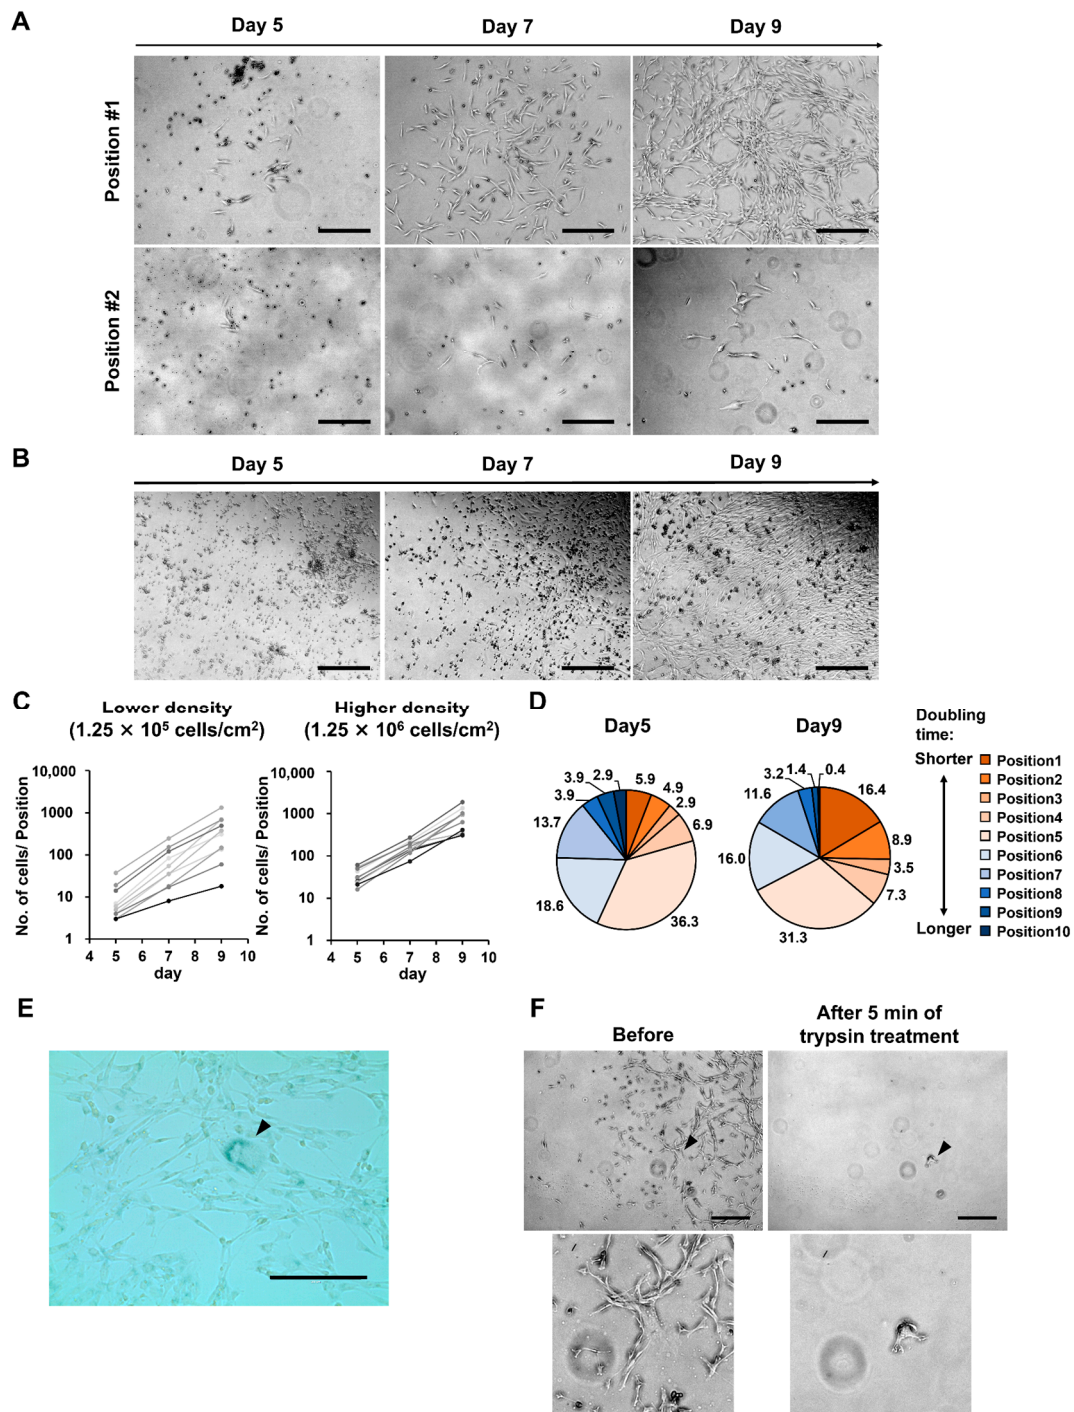 A
Day 5
Day 7
Day 9
Position #1
Position #2
B
Day 5
Day 7
Day 9
C
Lower density
(1.25 × 10⁵ cells/cm²)
Higher density
(1.25 × 10⁶ cells/cm²)
No. of cells/ Position
10,000
1000
100
10
1
4 5 6 7 8 9 10
day
No. of cells/ Position
10,000
1000
100
10
1
4 5 6 7 8 9 10
day
D
Day5
5.9
4.9
2.9
6.9
36.3
18.6
13.7
3.9
3.9
2.9
Day9
16.4
8.9
3.5
7.3
31.3
16.0
11.6
3.2
1.4
0.4
Doubling
time:
Shorter
Longer
Position1
Position2
Position3
Position4
Position5
Position6
Position7
Position8
Position9
Position10
E
F
Before
After 5 min of
trypsin treatment